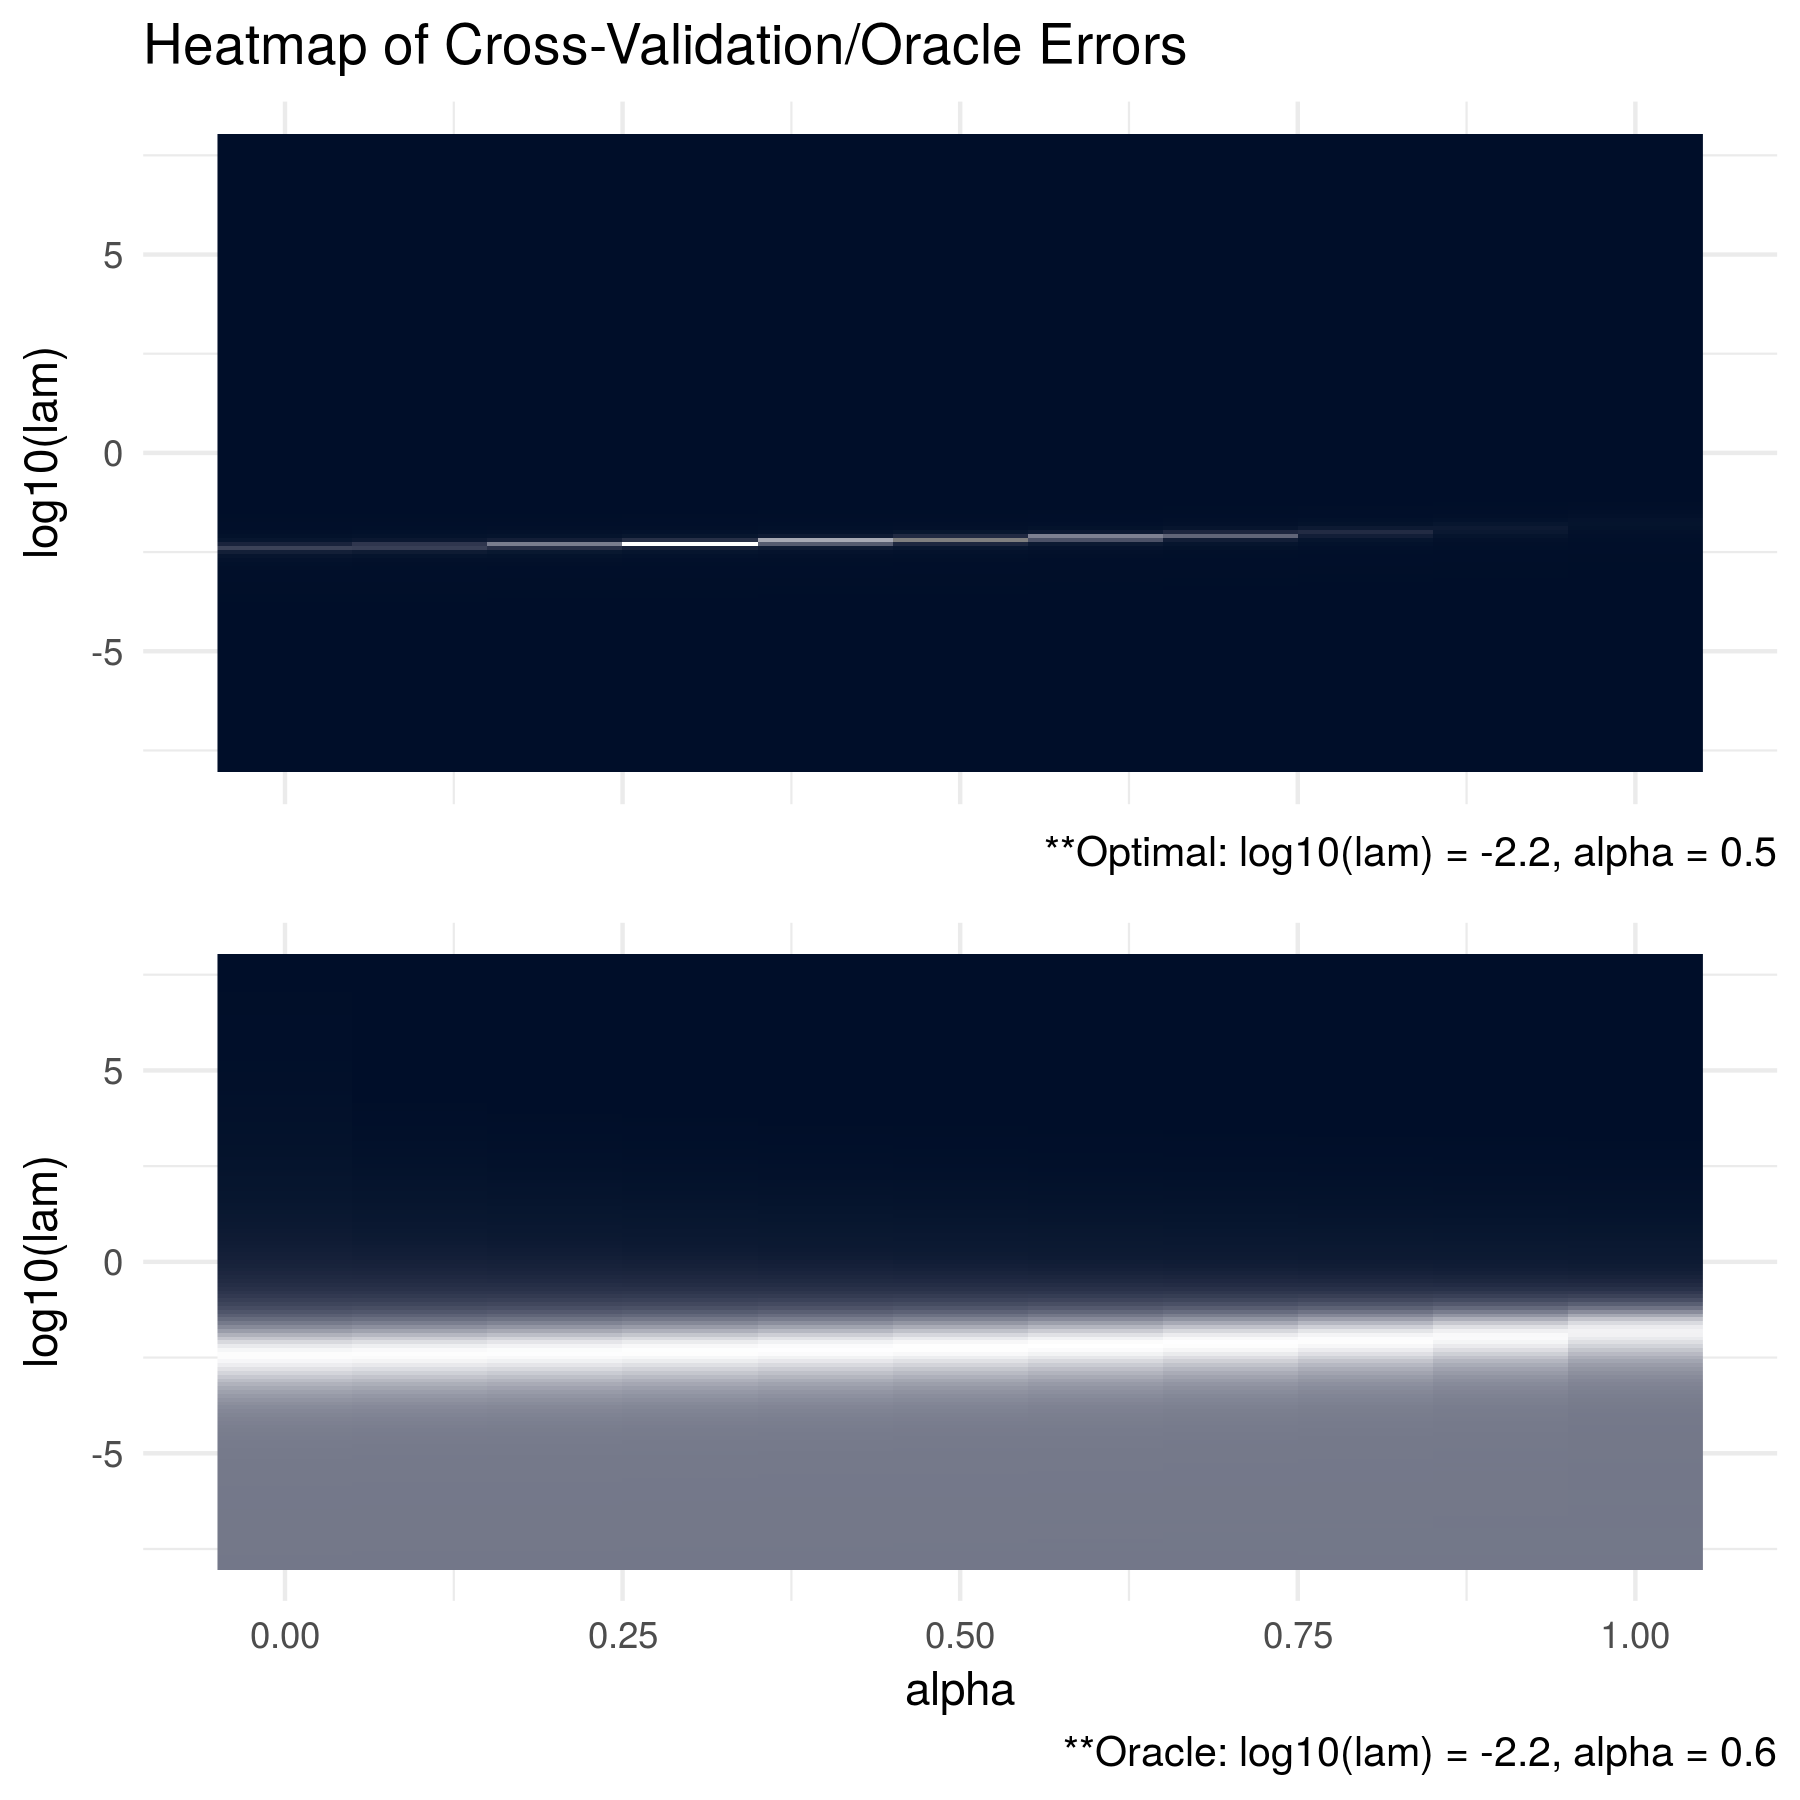 Heatmap of Cross-Validation/Oracle Errors
log10(lam)
5
0
-5
**Optimal: log10(lam) = -2.2, alpha = 0.5
log10(lam)
5
0
-5
0.00 0.25 0.50 0.75 1.00
alpha
**Oracle: log10(lam) = -2.2, alpha = 0.6